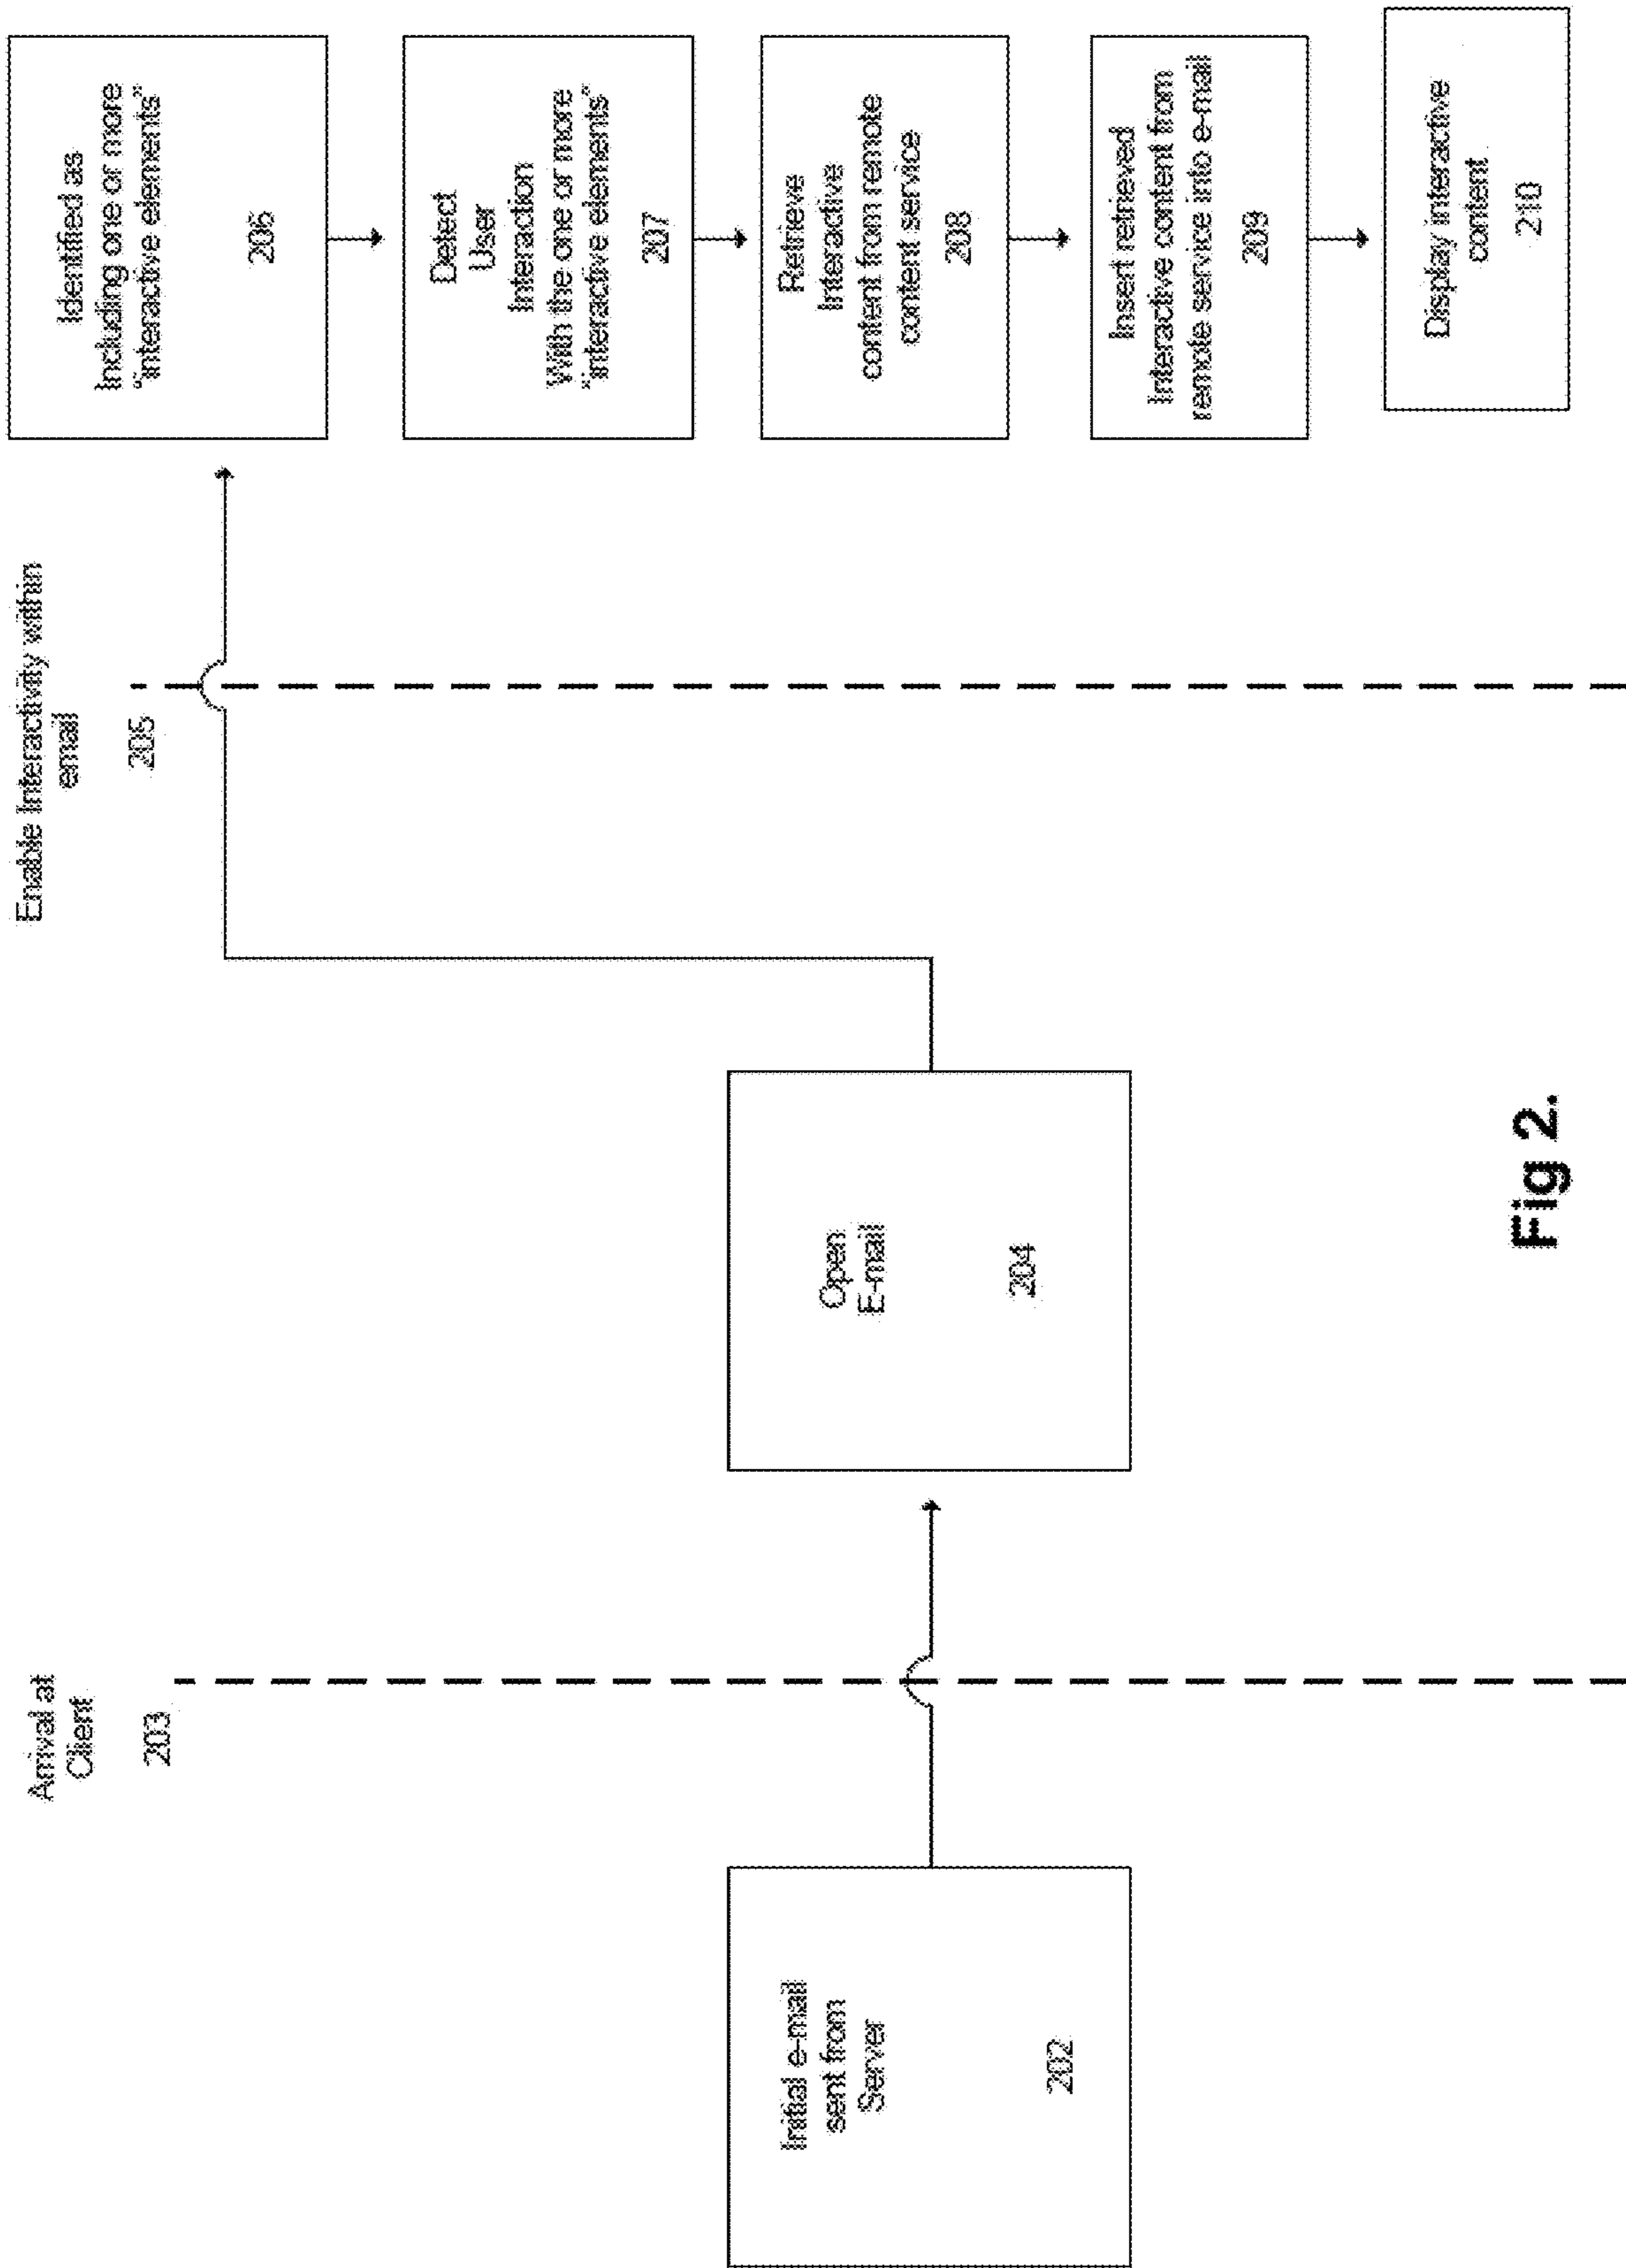 Arrival at
Client
203
Enable Interactivity within
email
205
Initial e-mail
sent from
Server
202
Open
E-mail
204
Identified as
Including one or more
"interactive elements"
206
Detect
User
Interaction
With the one or more
"interactive elements"
207
Retrieve
Interactive
content from remote
content service
208
Insert retrieved
Interactive content from
remote service into e-mail
209
Display interactive
content
210
Fig 2.